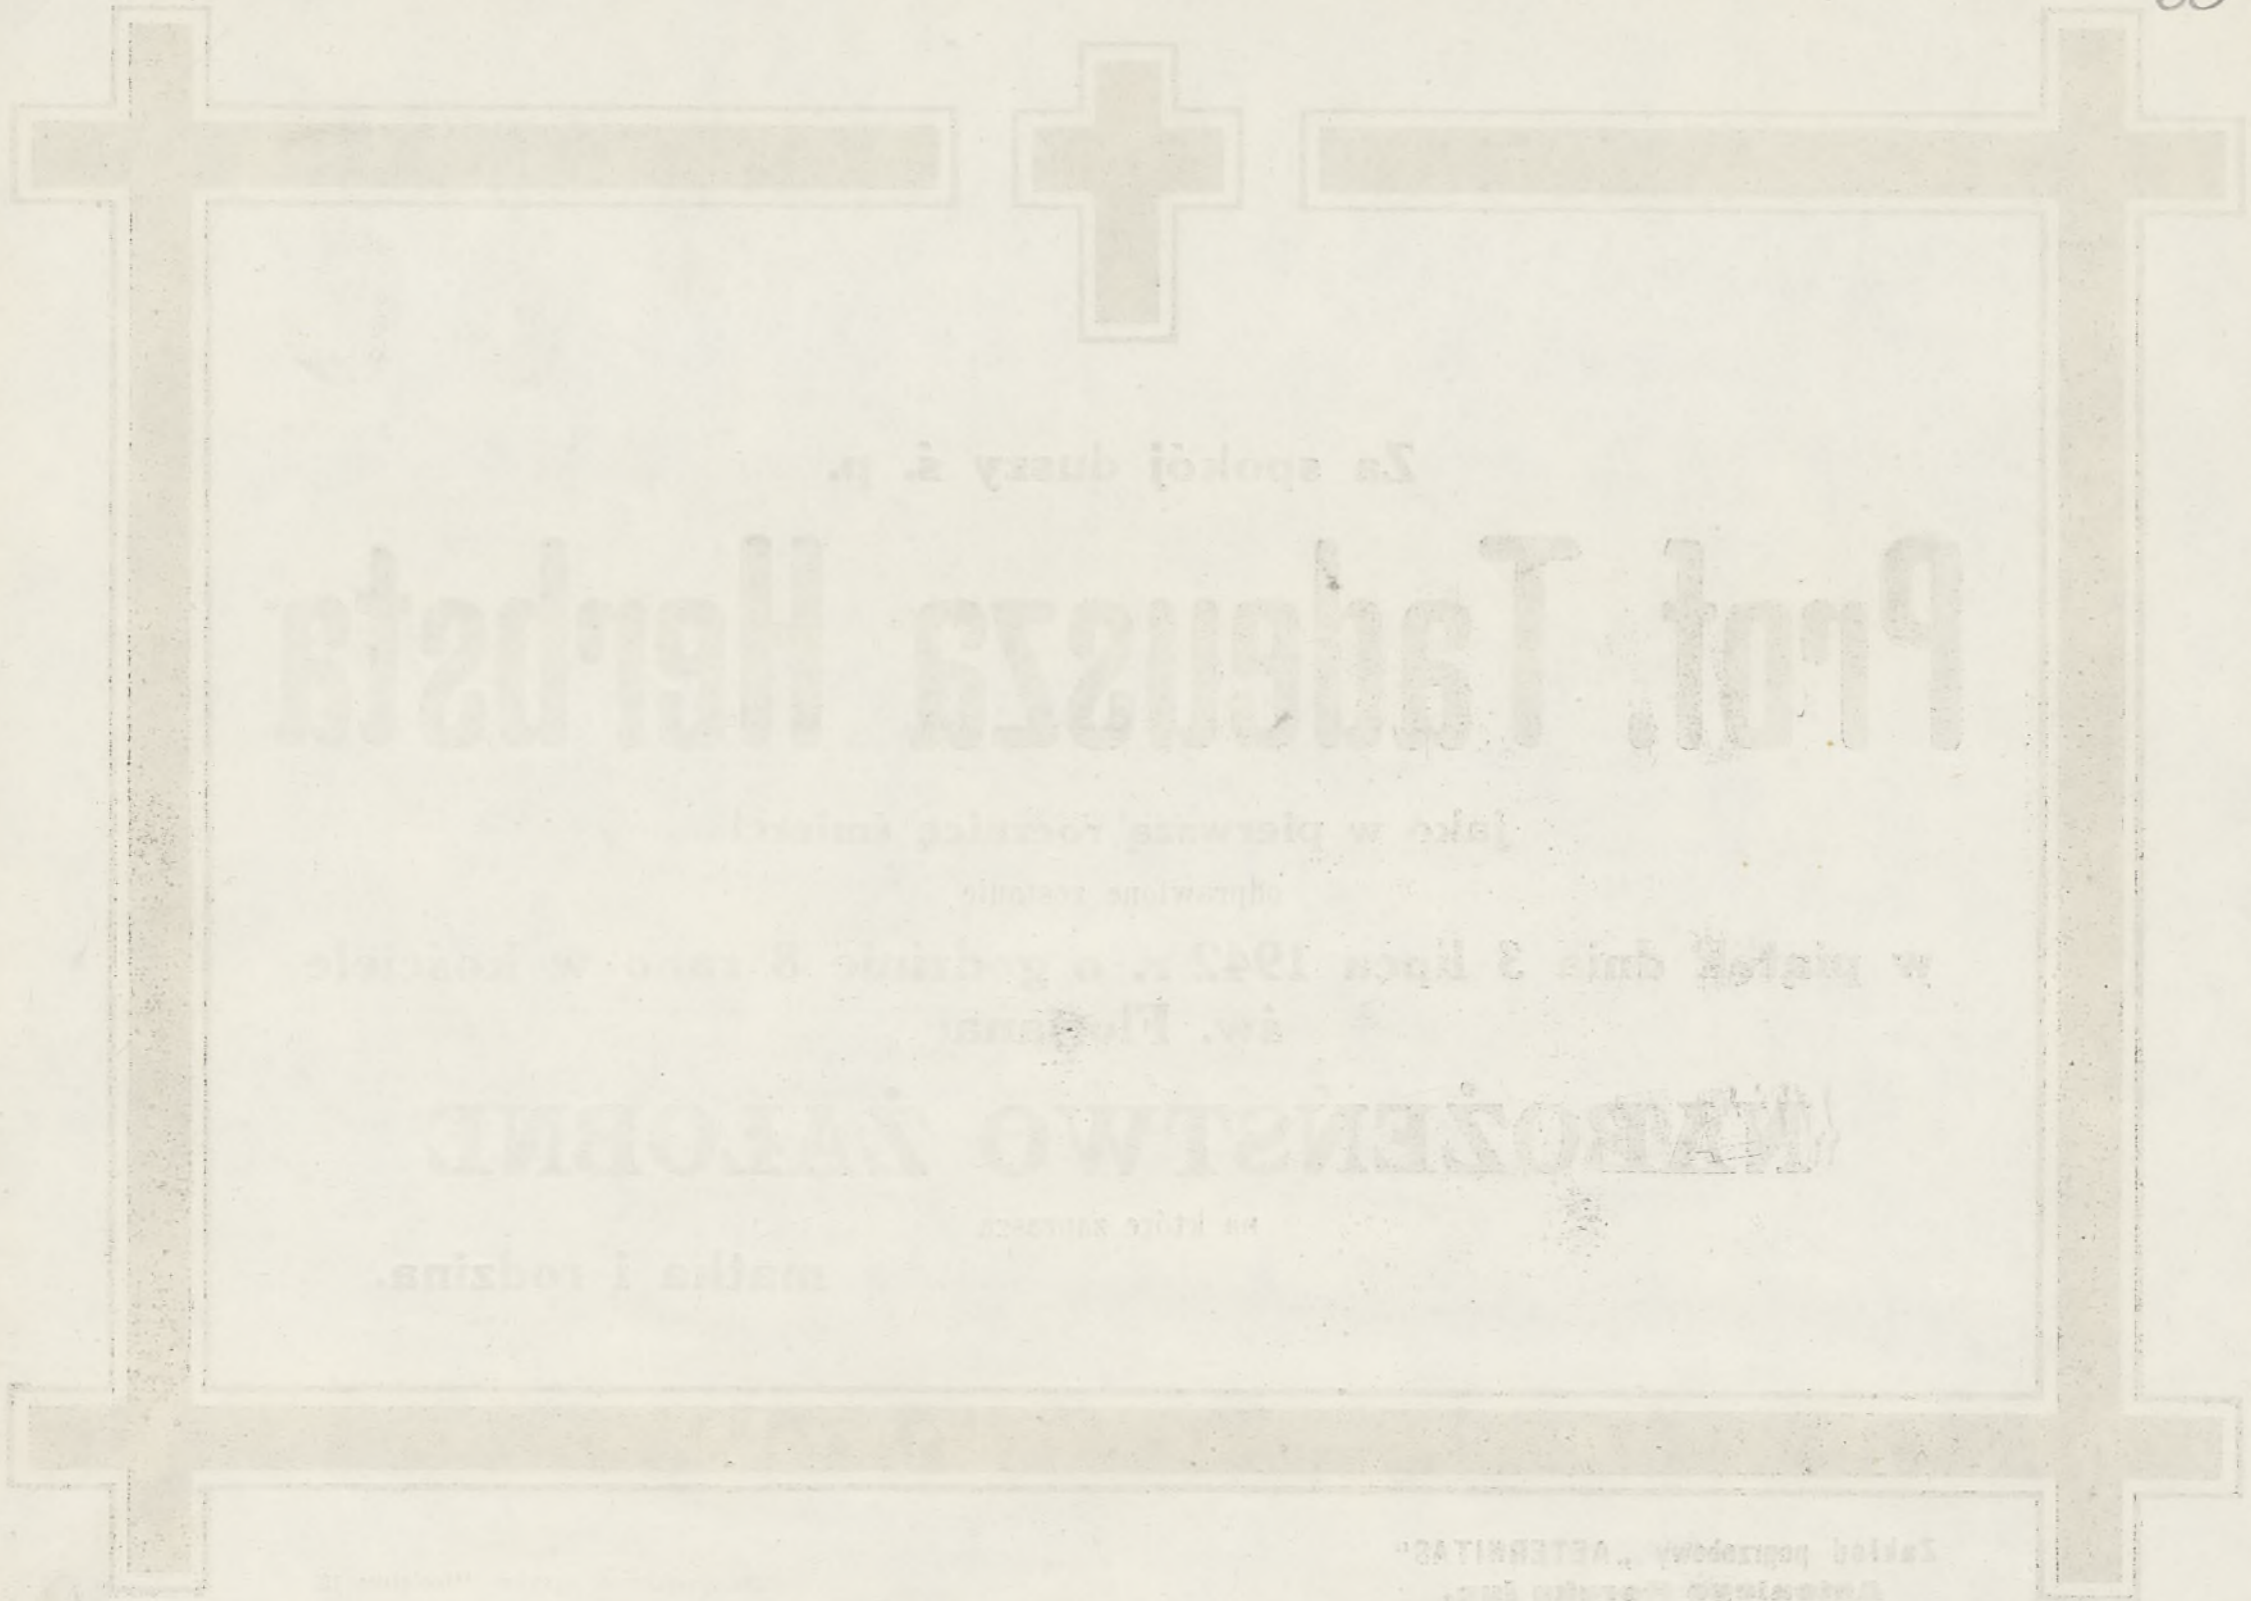 Za spokój duszy ś. p.
Prof. Tadeusza Herbsta
jako w pierwszą rocznicę śmierci
odprawione zostanie
w piątek dnia 3 lipca 1942 r. o godzinie 8 rano w kościele
św. Floriana
NABOŻEŃSTWO ŻAŁOBNE
na które zaprasza
matka i rodzina.
Zakład pogrzebowy „AETERNITAS"